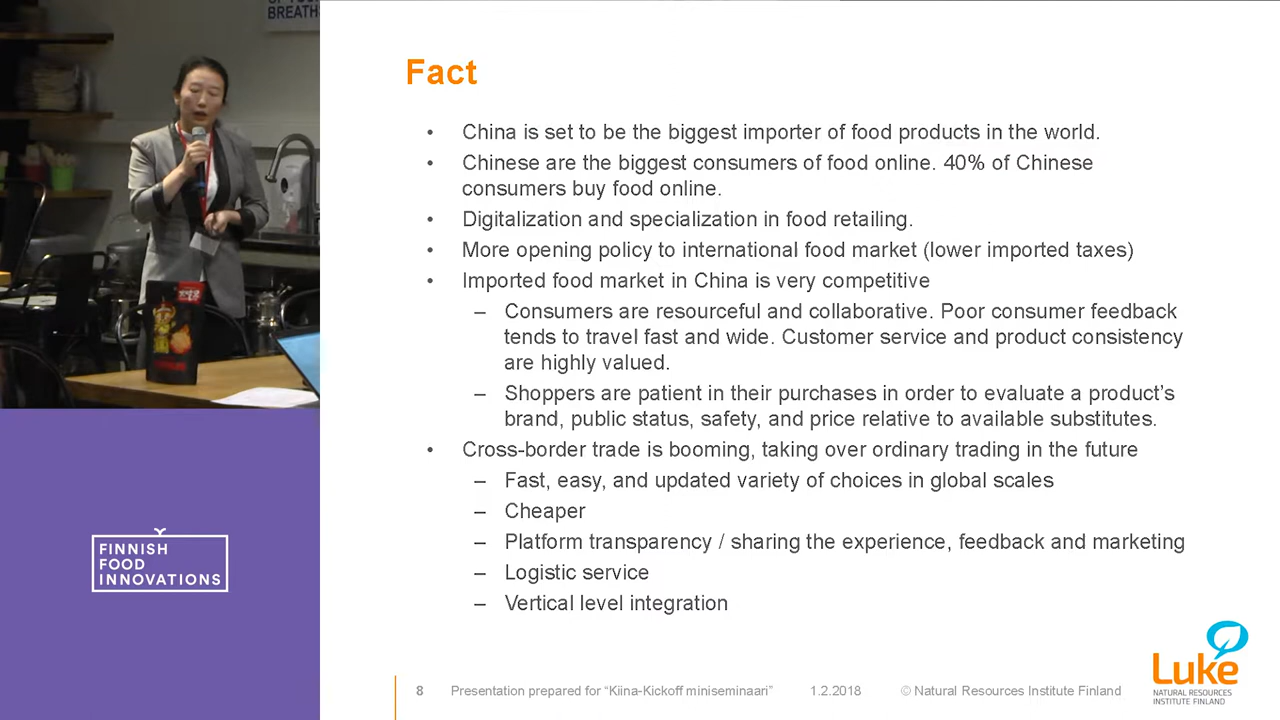 BREATH
Fact
• China is set to be the biggest importer of food products in the world.
• Chinese are the biggest consumers of food online. 40% of Chinese
consumers buy food online.
• Digitalization and specialization in food retailing.
• More opening policy to international food market (lower imported taxes)
• Imported food market in China is very competitive
– Consumers are resourceful and collaborative. Poor consumer feedback
tends to travel fast and wide. Customer service and product consistency
are highly valued.
– Shoppers are patient in their purchases in order to evaluate a product’s
brand, public status, safety, and price relative to available substitutes.
• Cross-border trade is booming, taking over ordinary trading in the future
– Fast, easy, and updated variety of choices in global scales
– Cheaper
– Platform transparency / sharing the experience, feedback and marketing
– Logistic service
– Vertical level integration
FINNISH
FOOD
INNOVATIONS
8 Presentation prepared for “Kiina-Kickoff miniseminaari” 1.2.2018 © Natural Resources Institute Finland
Luke
NATURAL RESOURCES
INSTITUTE FINLAND